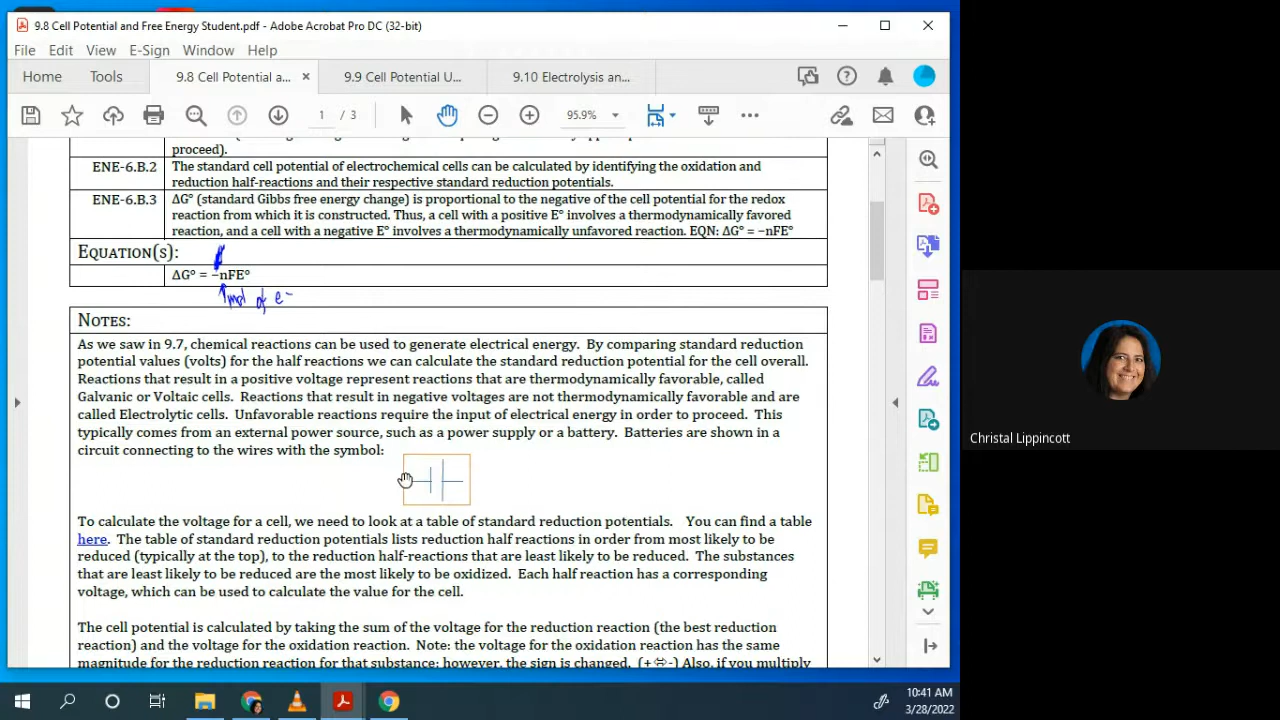 9.8 Cell Potential and Free Energy Student.pdf - Adobe Acrobat Pro DC (32-bit)
File Edit View E-Sign Window Help
Home Tools 9.8 Cell Potential a... × 9.9 Cell Potential U... 9.10 Electrolysis an...
1 / 3 95.9%
proceed).
ENE-6.B.2 The standard cell potential of electrochemical cells can be calculated by identifying the oxidation and
reduction half-reactions and their respective standard reduction potentials.
ENE-6.B.3 ΔG° (standard Gibbs free energy change) is proportional to the negative of the cell potential for the redox
reaction from which it is constructed. Thus, a cell with a positive E° involves a thermodynamically favored
reaction, and a cell with a negative E° involves a thermodynamically unfavored reaction. EQN: ΔG° = −nFE°
EQUATION(S):
ΔG° = −nFE°
mol of e-
NOTES:
As we saw in 9.7, chemical reactions can be used to generate electrical energy. By comparing standard reduction
potential values (volts) for the half reactions we can calculate the standard reduction potential for the cell overall.
Reactions that result in a positive voltage represent reactions that are thermodynamically favorable, called
Galvanic or Voltaic cells. Reactions that result in negative voltages are not thermodynamically favorable and are
called Electrolytic cells. Unfavorable reactions require the input of electrical energy in order to proceed. This
typically comes from an external power source, such as a power supply or a battery. Batteries are shown in a
circuit connecting to the wires with the symbol:
To calculate the voltage for a cell, we need to look at a table of standard reduction potentials. You can find a table
here. The table of standard reduction potentials lists reduction half reactions in order from most likely to be
reduced (typically at the top), to the reduction half-reactions that are least likely to be reduced. The substances
that are least likely to be reduced are the most likely to be oxidized. Each half reaction has a corresponding
voltage, which can be used to calculate the value for the cell.
The cell potential is calculated by taking the sum of the voltage for the reduction reaction (the best reduction
reaction) and the voltage for the oxidation reaction. Note: the voltage for the oxidation reaction has the same
magnitude for the reduction reaction for that substance; however, the sign is changed. (+⇔-) Also, if you multiply
Christal Lippincott
10:41 AM
3/28/2022